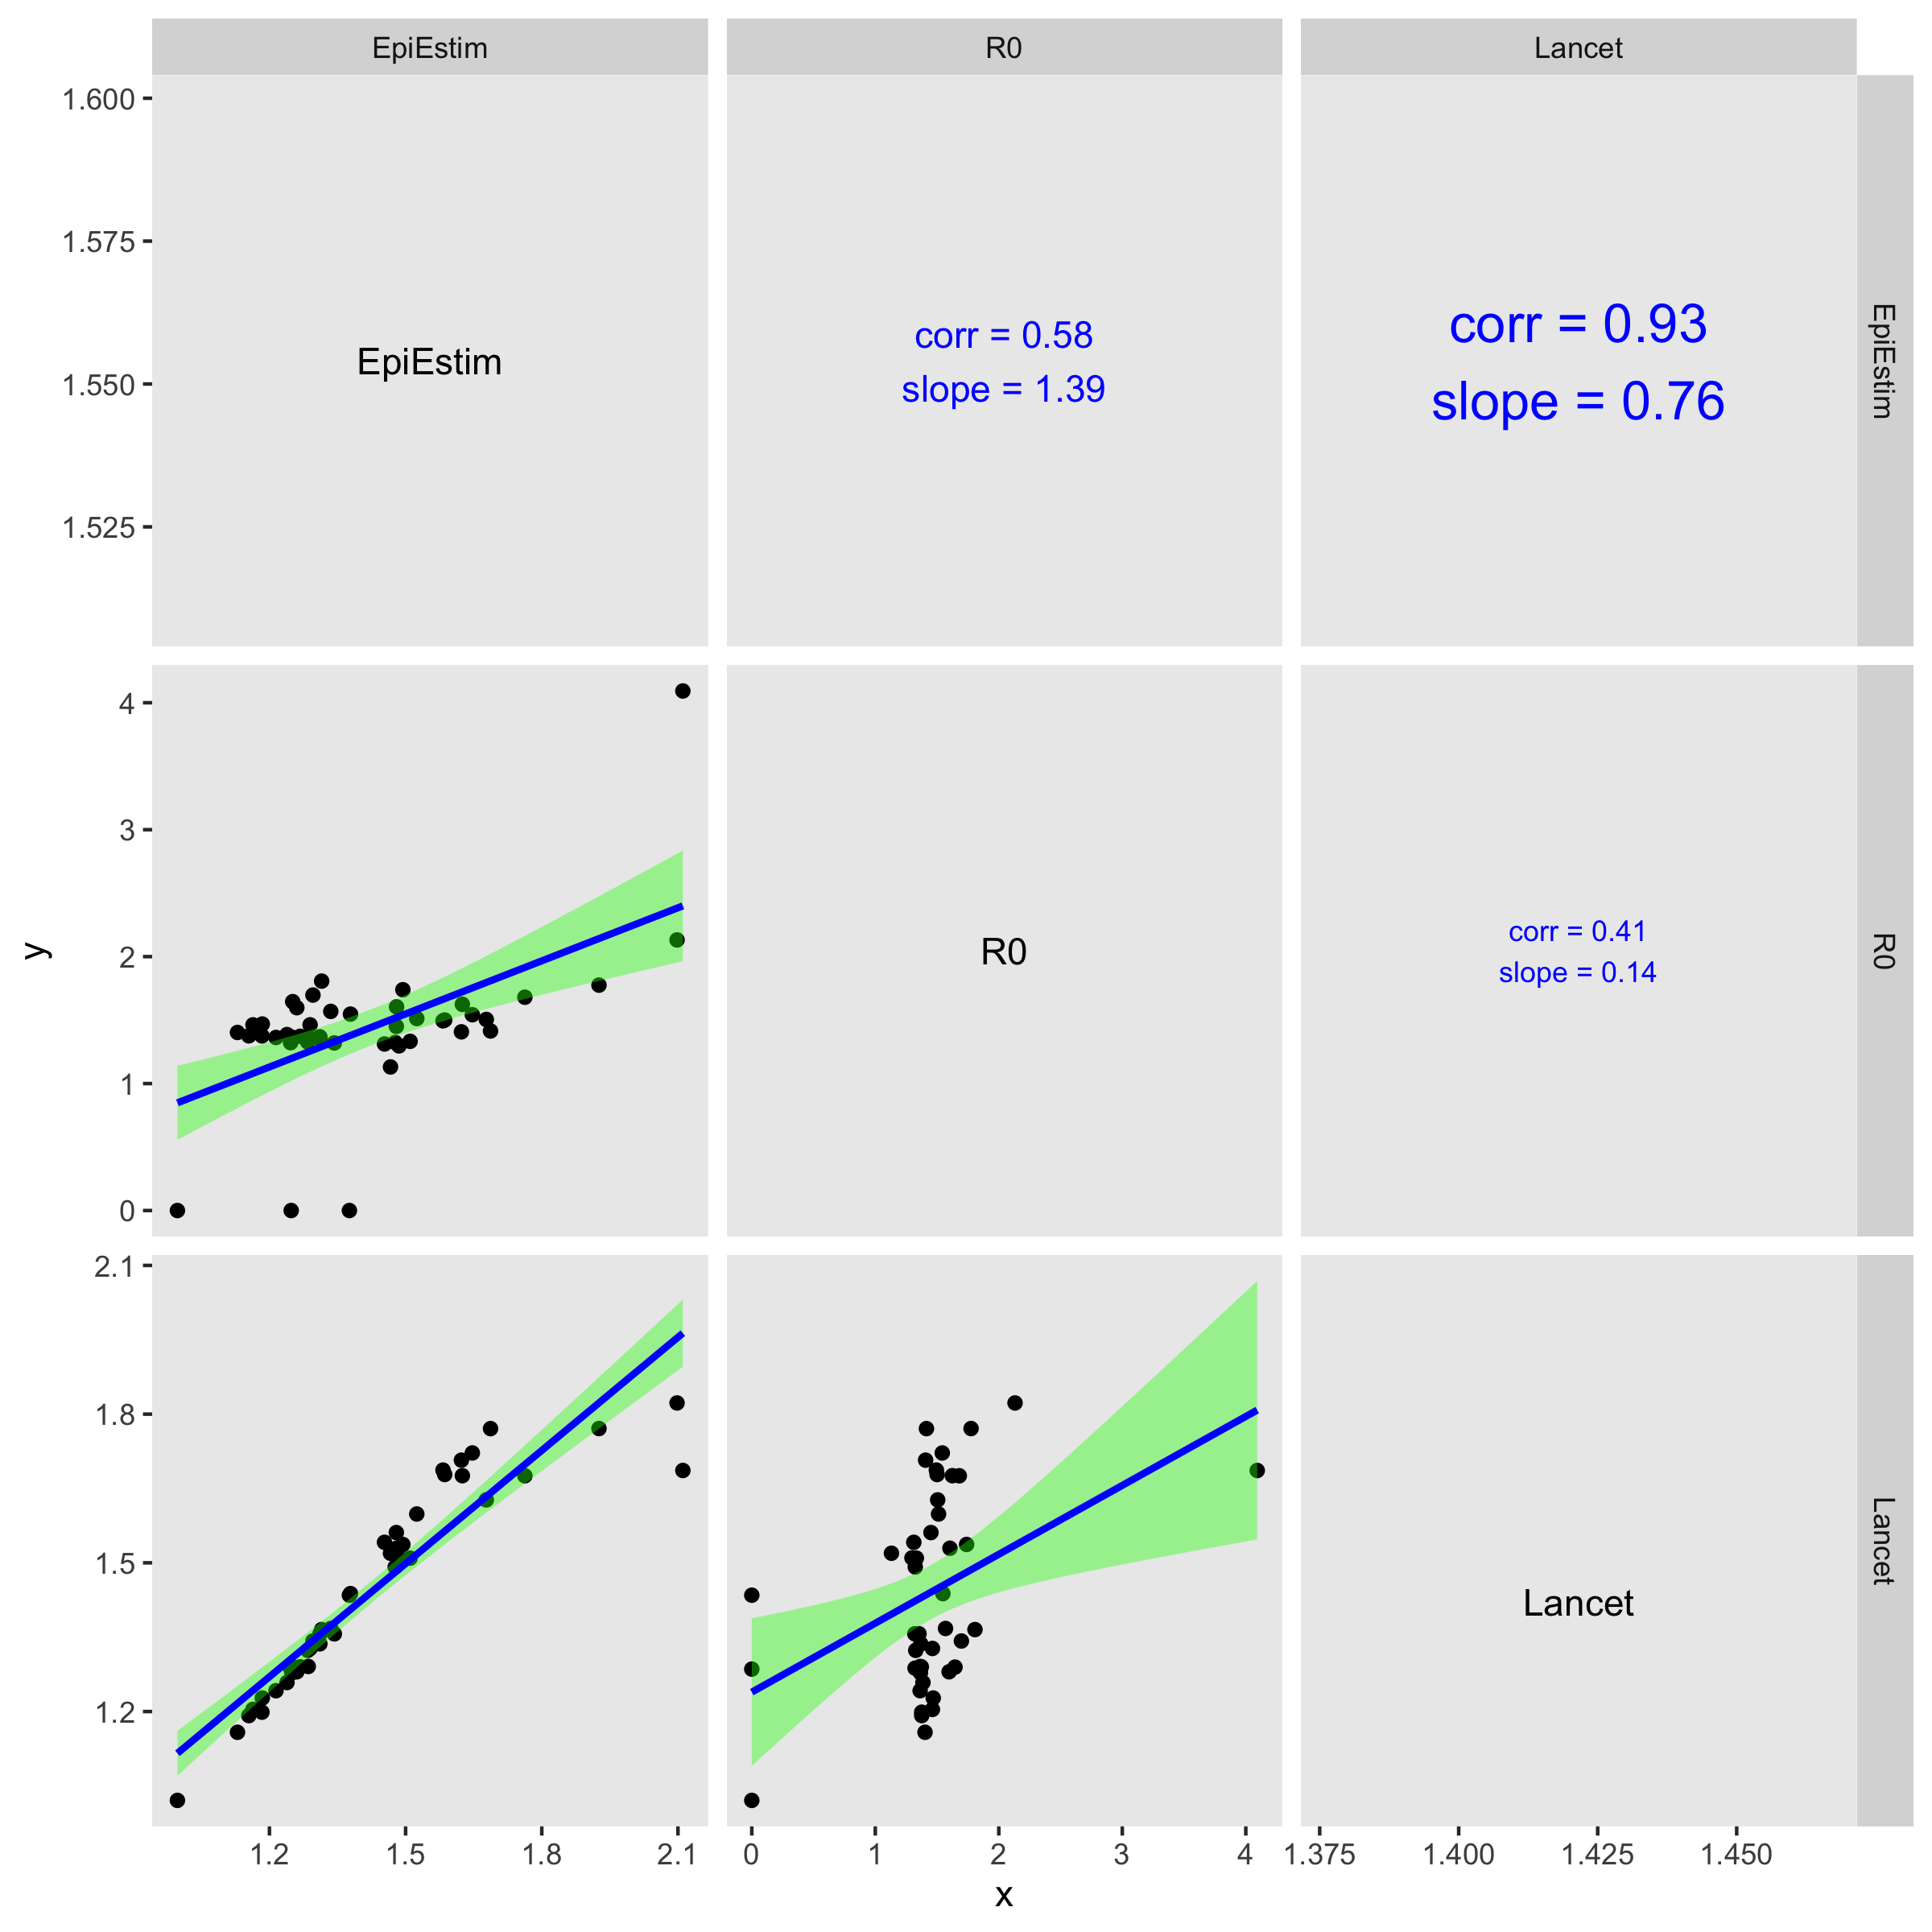 EpiEstim
R0
Lancet
1.600
1.575
1.550
1.525
EpiEstim
corr = 0.58
slope = 1.39
corr = 0.93
slope = 0.76
EpiEstim
y
4
3
2
1
0
R0
corr = 0.41
slope = 0.14
R0
2.1
1.8
1.5
1.2
Lancet
Lancet
1.2 1.5 1.8 2.1
0 1 2 3 4
1.375 1.400 1.425 1.450
x